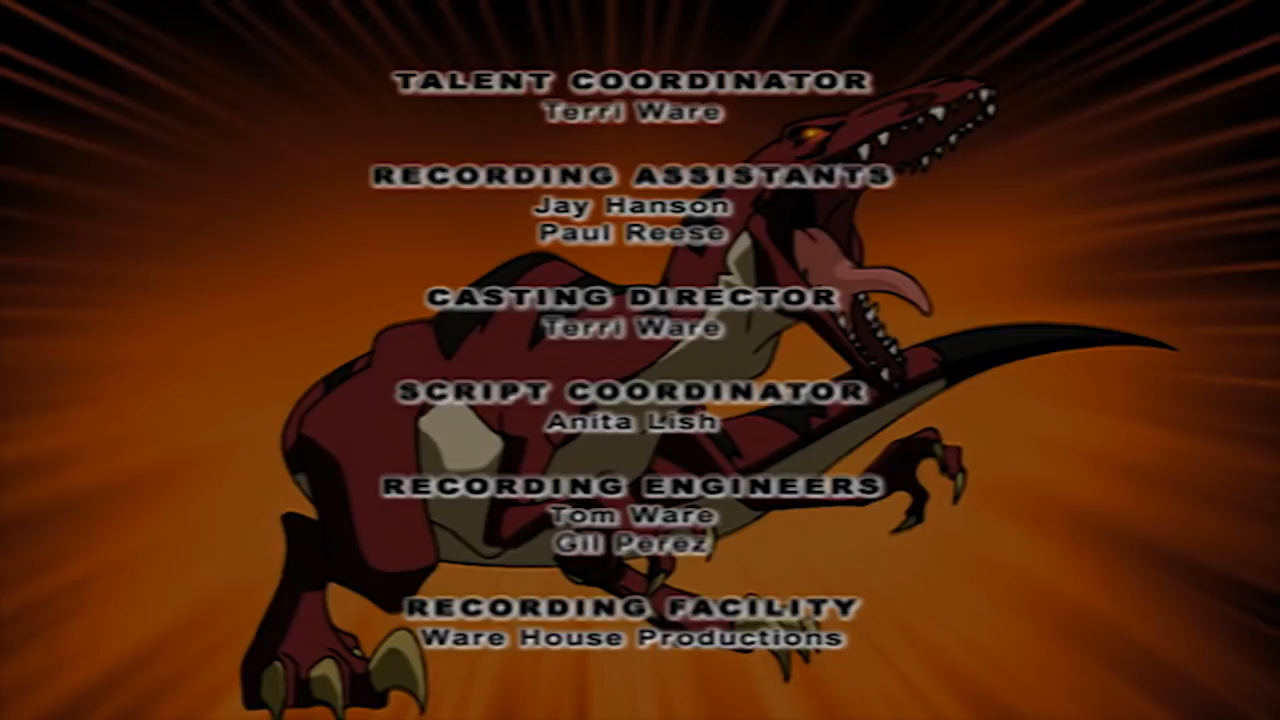 TALENT COORDINATOR
Terri Ware
RECORDING ASSISTANTS
Jay Hanson
Paul Reese
CASTING DIRECTOR
Terri Ware
SCRIPT COORDINATOR
Anita Lish
RECORDING ENGINEERS
Tom Ware
Gil Perez
RECORDING FACILITY
Ware House Productions